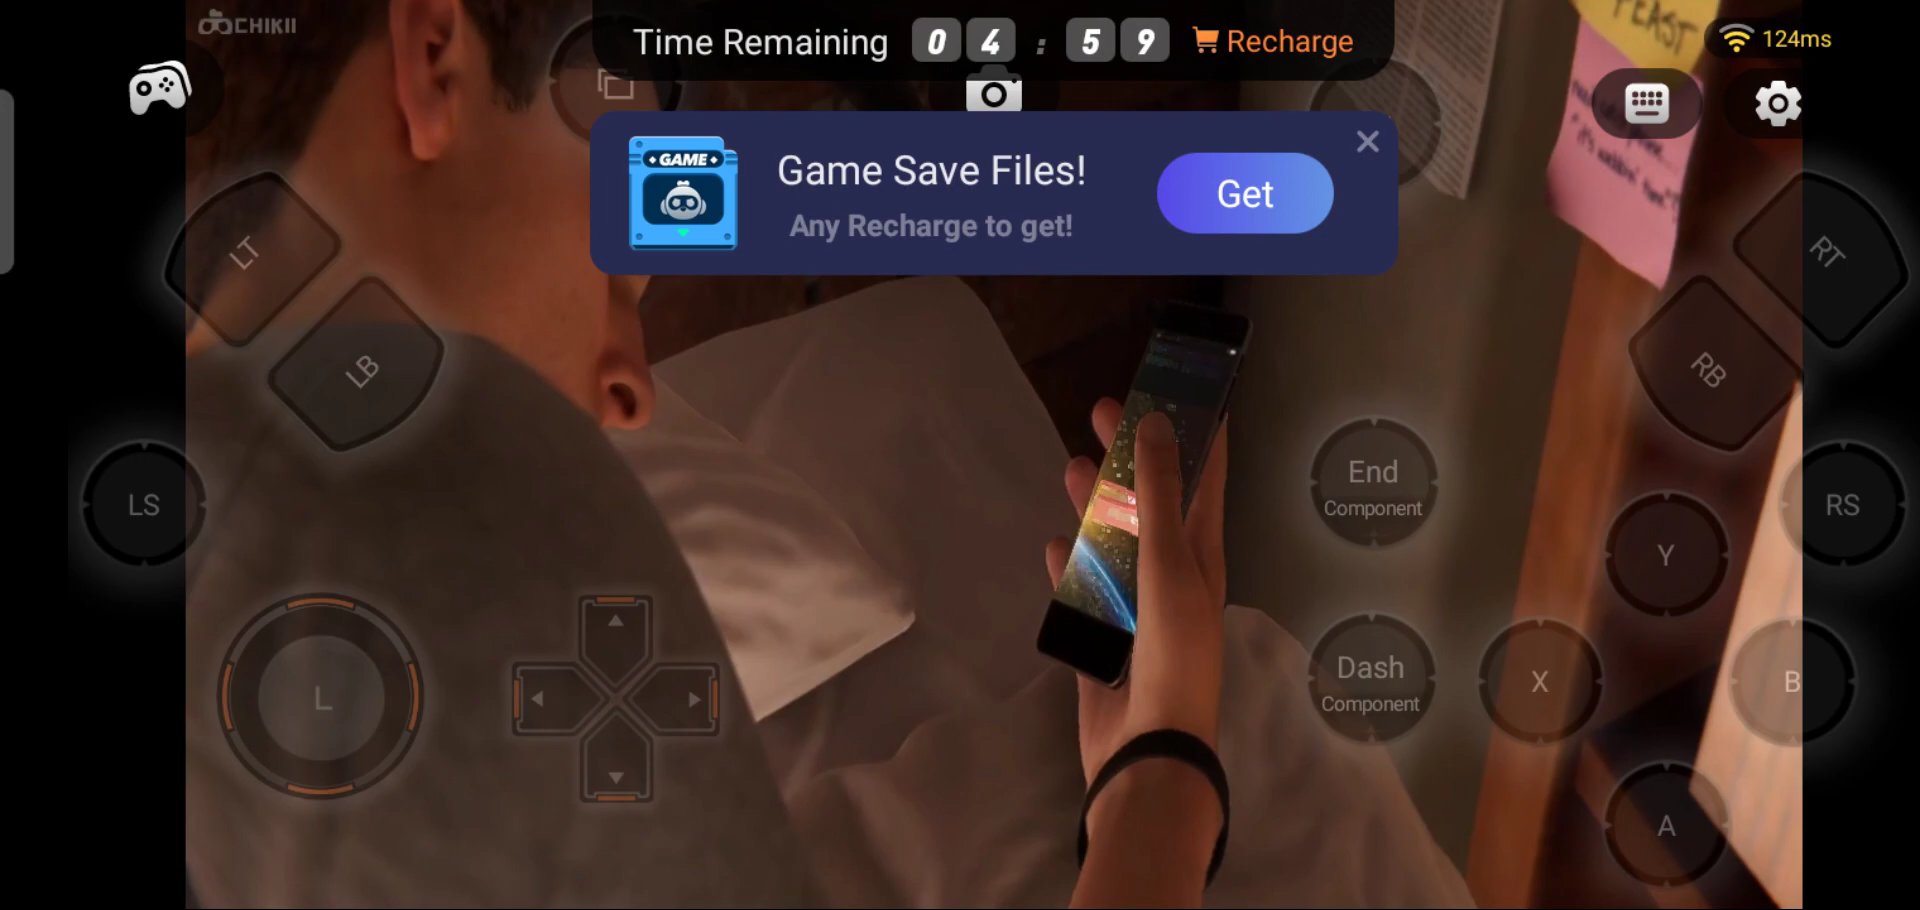 CHIKII
Time Remaining 04:59 Recharge
124ms
GAME
Game Save Files!
Any Recharge to get!
Get
FEAST
LT
LB
LS
L
RT
RB
RS
End
Component
Dash
Component
Y
X
B
A